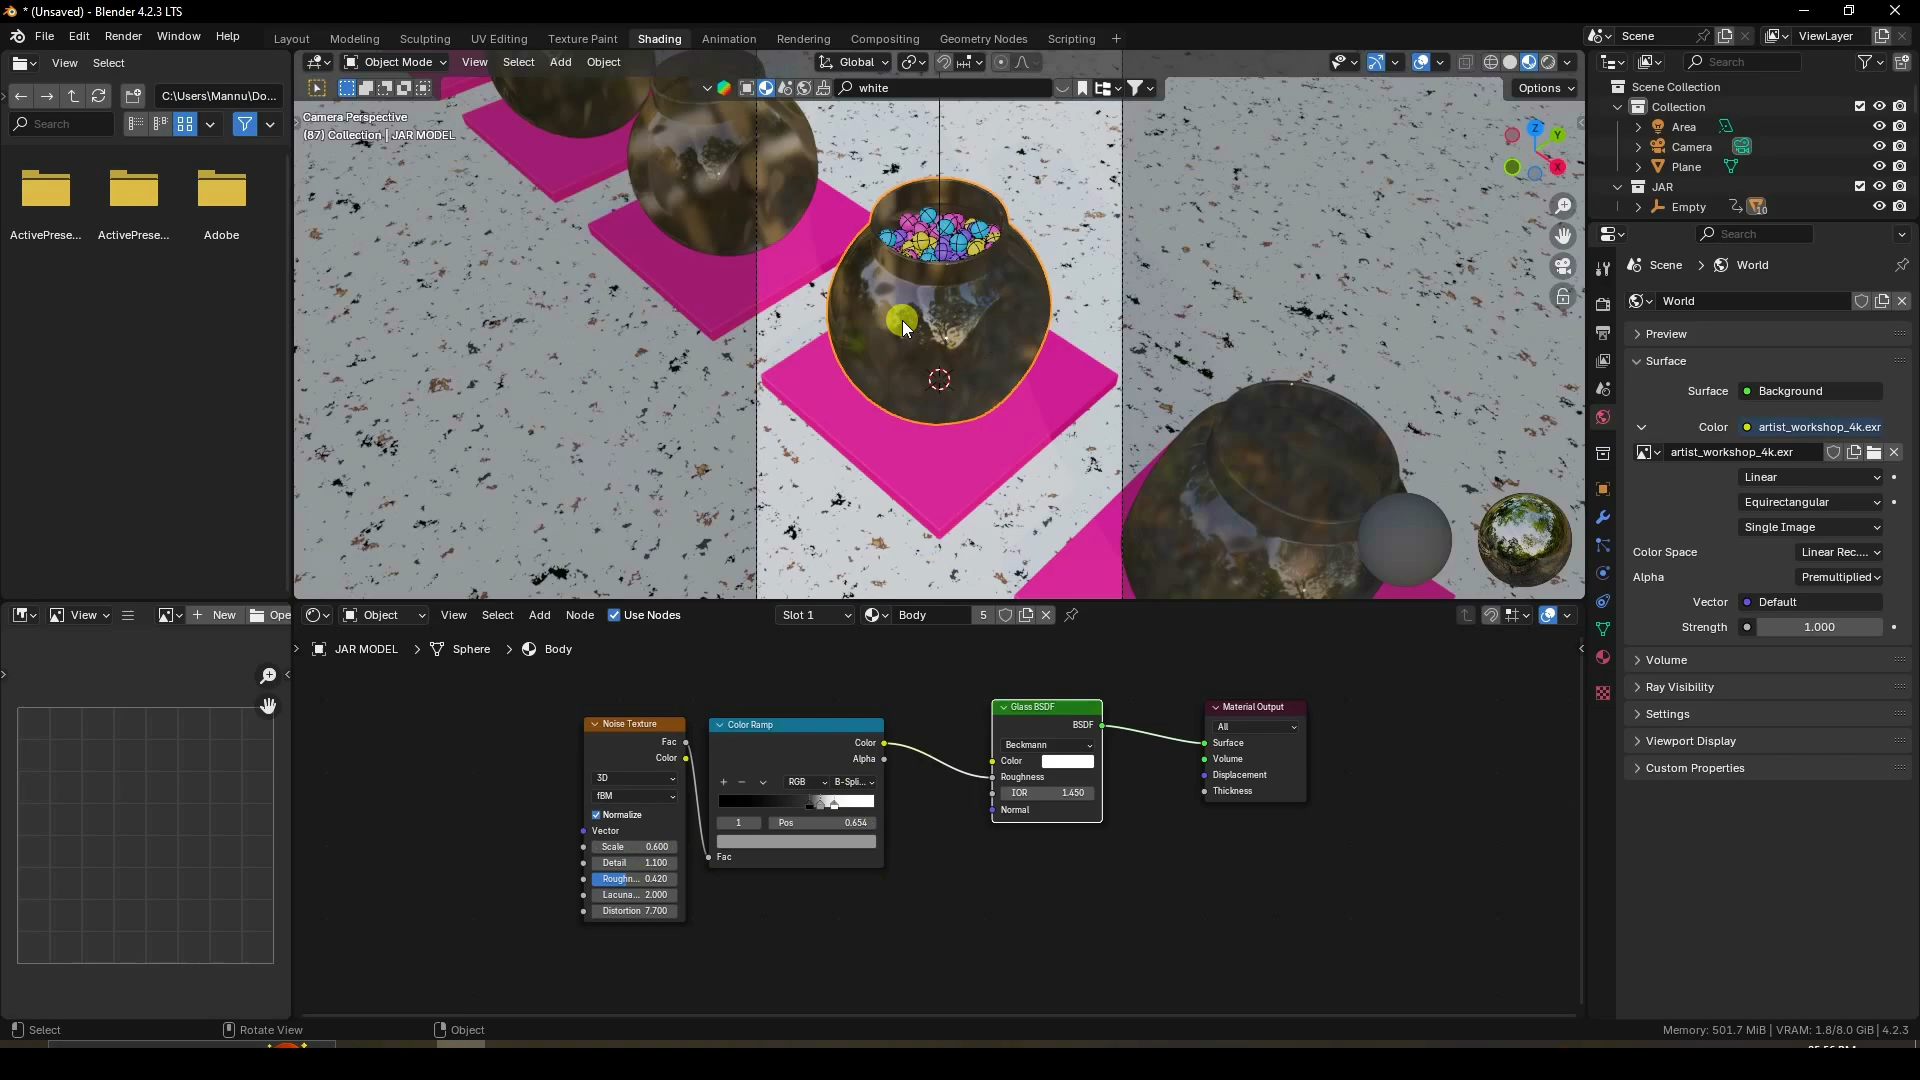 * (Unsaved) - Blender 4.2.3 LTS
File Edit Render Window Help
Layout Modeling Sculpting UV Editing Texture Paint Shading Animation Rendering Compositing Geometry Nodes Scripting +
Scene
ViewLayer
View Select
Object Mode View Select Add Object
Global
Search
C:\Users\Mannu\Do...
white
Options
Search
Camera Perspective
(87) Collection | JAR MODEL
ActivePrese... ActivePrese... Adobe
Z
Y
X
Scene Collection
Collection
Area
Camera
Plane
JAR
Empty
10
Search
Scene > World
World
Preview
Surface
Surface Background
Color artist_workshop_4k.exr
artist_workshop_4k.exr
Linear
Equirectangular
Single Image
Color Space Linear Rec....
Alpha Premultiplied
Vector Default
Strength 1.000
Volume
Ray Visibility
Settings
Viewport Display
Custom Properties
View
New
Ope
Object View Select Add Node Use Nodes
Slot 1
Body 5
JAR MODEL > Sphere > Body
Noise Texture
Fac
Color
3D
fBM
Normalize
Vector
Scale 0.600
Detail 1.100
Roughn... 0.420
Lacuna... 2.000
Distortion 7.700
Color Ramp
Color
Alpha
RGB B-Spli...
1 Pos 0.654
Fac
Glass BSDF
BSDF
Beckmann
Color
Roughness
IOR 1.450
Normal
Material Output
All
Surface
Volume
Displacement
Thickness
Select Rotate View Object
Memory: 501.7 MiB | VRAM: 1.8/8.0 GiB | 4.2.3